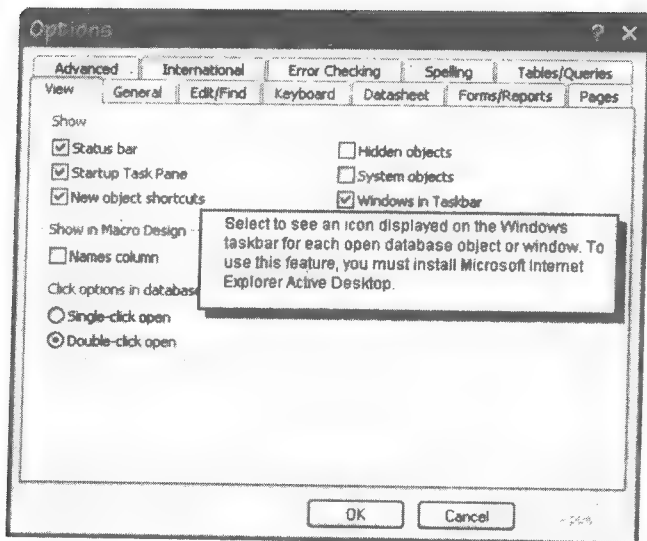 Options
Advanced International Error Checking Spelling Tables/Queries
View General Edit/Find Keyboard Datasheet Forms/Reports Pages
Show
Status bar Hidden objects
Startup Task Pane System objects
New object shortcuts Windows in Taskbar
Show in Macro Design
Names column
Click options in database
Single-click open
Double-click open
Select to see an icon displayed on the Windows
taskbar for each open database object or window. To
use this feature, you must install Microsoft Internet
Explorer Active Desktop.
OK Cancel